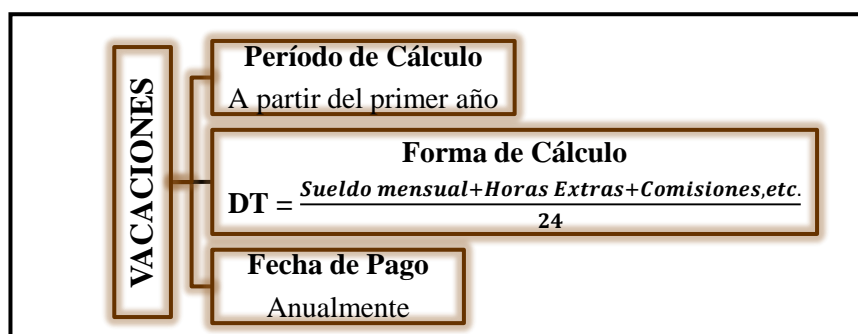 VACACIONES
Período de Cálculo
A partir del primer año
Forma de Cálculo
DT = Sueldo mensual+Horas Extras+Comisiones,etc.
24
Fecha de Pago
Anualmente